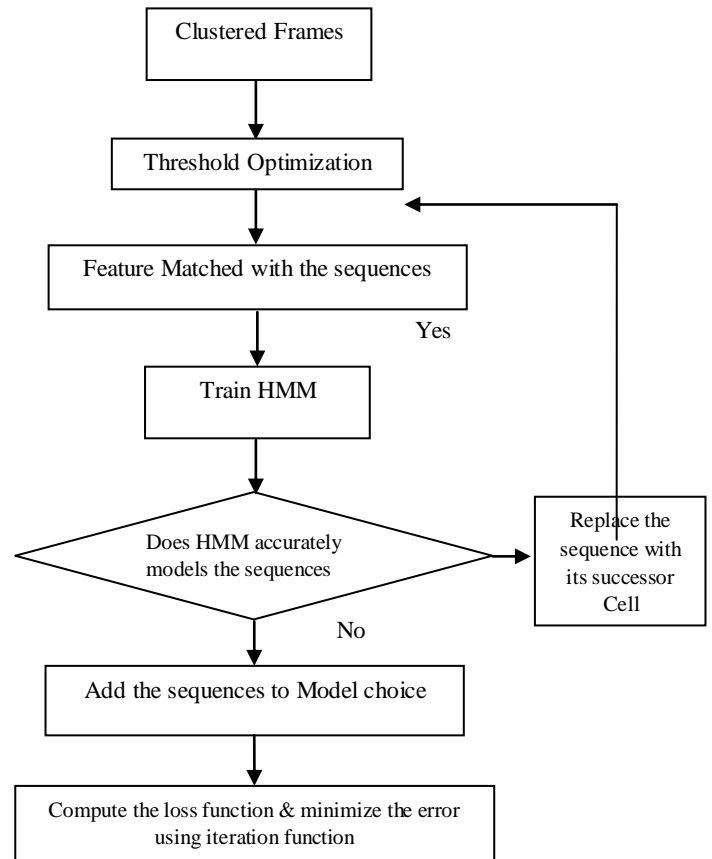 Clustered Frames
Threshold Optimization
Feature Matched with the sequences
Yes
Train HMM
Does HMM accurately
models the sequences
Replace the
sequence with
its successor
Cell
No
Add the sequences to Model choice
Compute the loss function & minimize the error
using iteration function